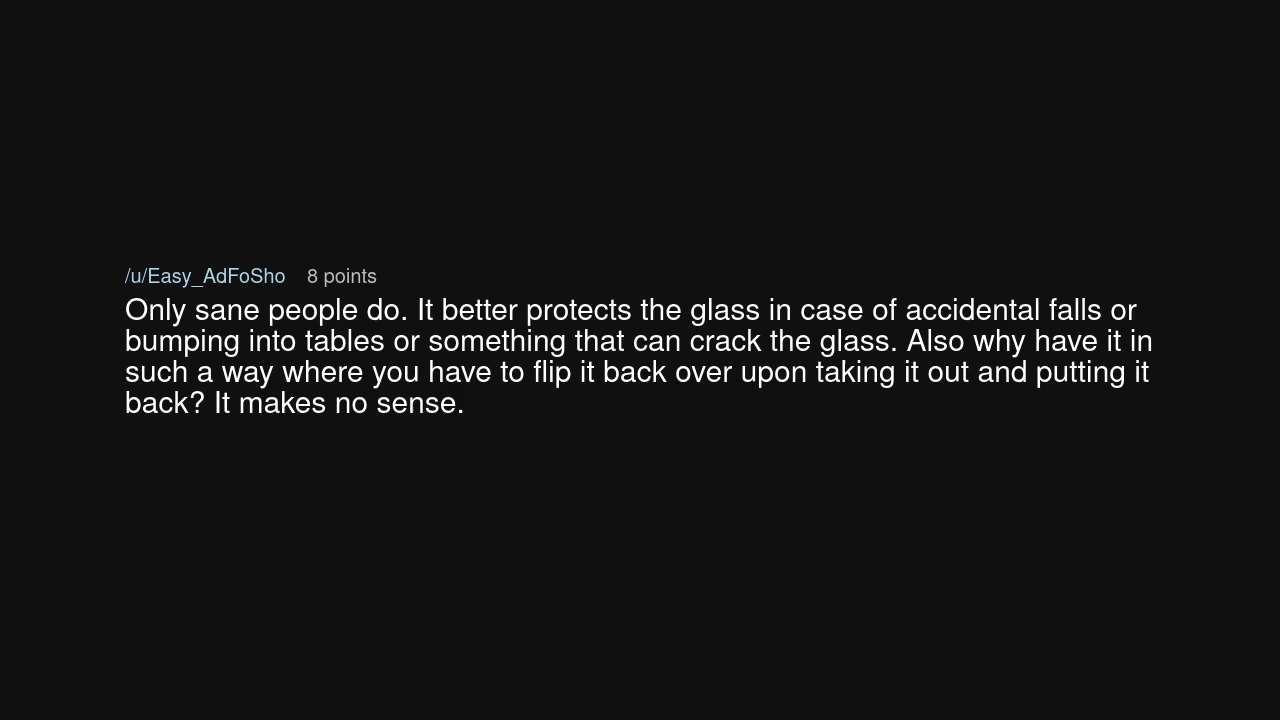 /u/Easy_AdFoSho 8 points
Only sane people do. It better protects the glass in case of accidental falls or
bumping into tables or something that can crack the glass. Also why have it in
such a way where you have to flip it back over upon taking it out and putting it
back? It makes no sense.